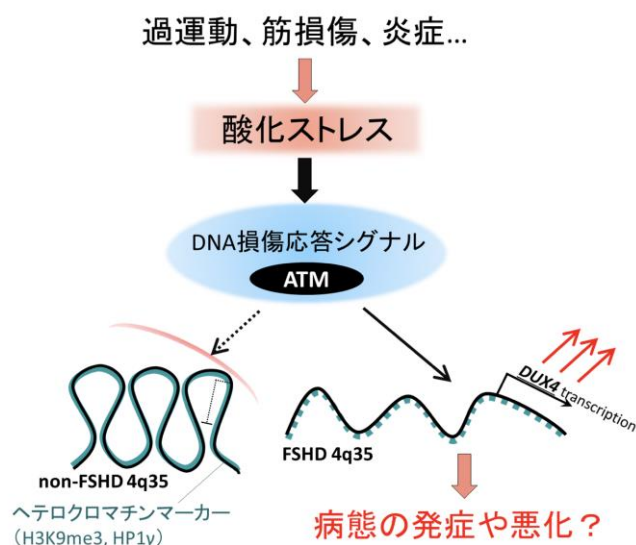 過運動、筋損傷、炎症...
酸化ストレス
DNA損傷応答シグナル
ATM
DUX4 transcription
non-FSHD 4q35
FSHD 4q35
ヘテロクロマチンマーカー
（H3K9me3, HP1γ）
病態の発症や悪化？